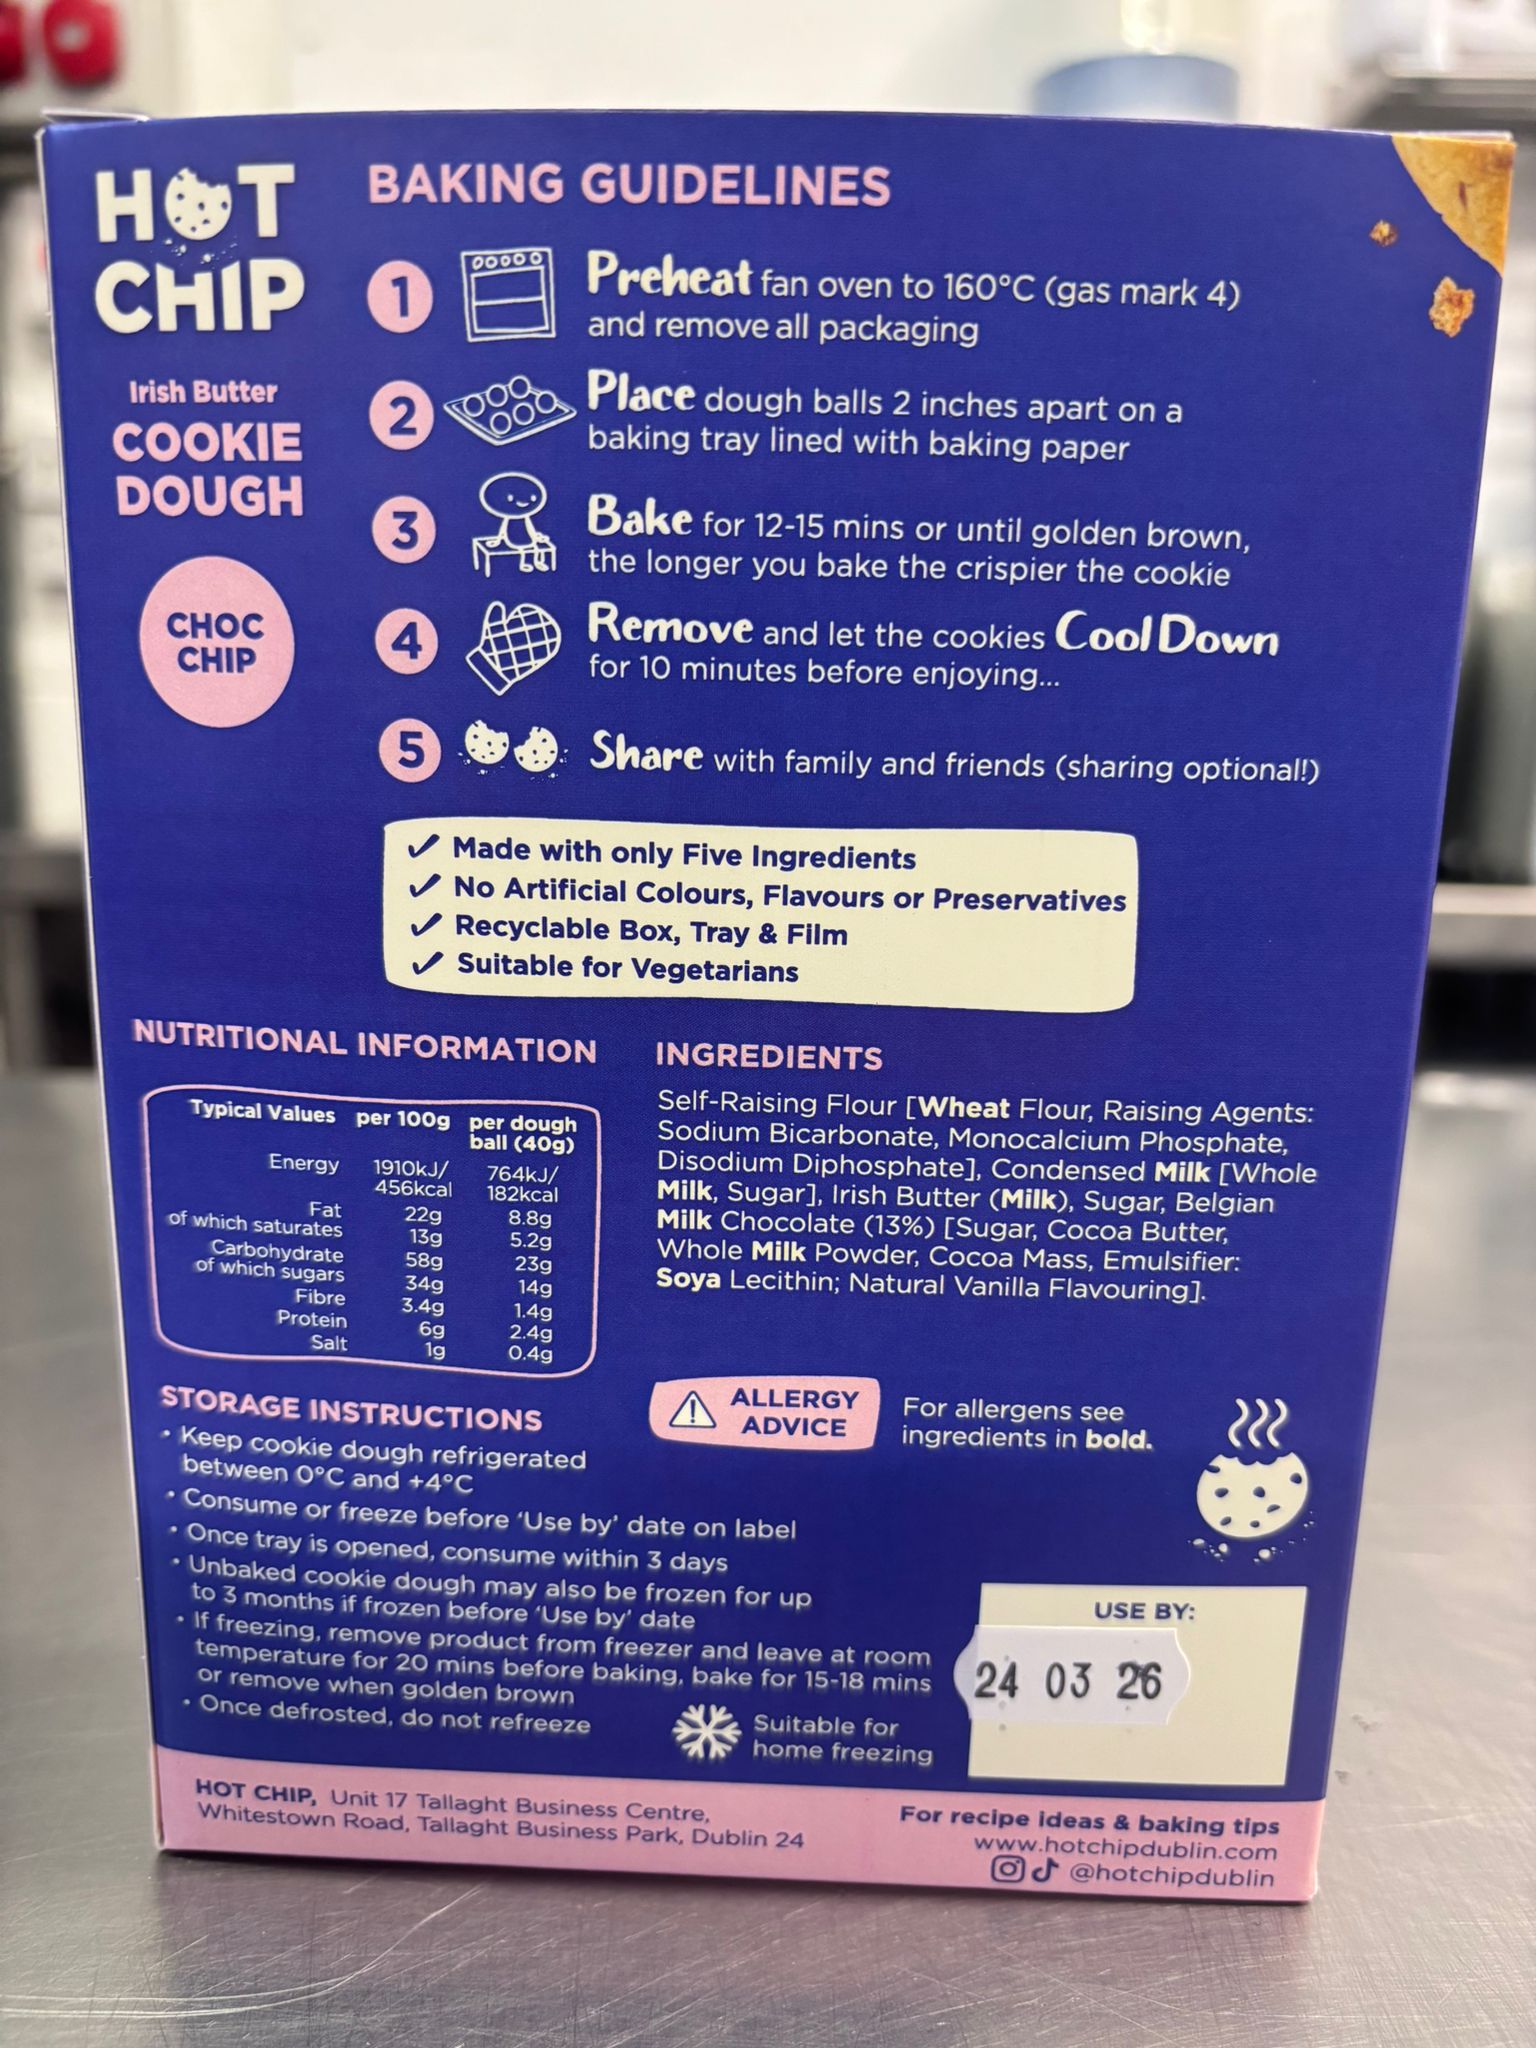 HOT
CHIP
Irish Butter
COOKIE
DOUGH
CHOC
CHIP
BAKING GUIDELINES
1
Preheat fan oven to 160°C (gas mark 4)
and remove all packaging
2
Place dough balls 2 inches apart on a
baking tray lined with baking paper
3
Bake for 12-15 mins or until golden brown,
the longer you bake the crispier the cookie
4
Remove and let the cookies Cool Down
for 10 minutes before enjoying...
5
Share with family and friends (sharing optional!)
✓ Made with only Five Ingredients
✓ No Artificial Colours, Flavours or Preservatives
✓ Recyclable Box, Tray & Film
✓ Suitable for Vegetarians
NUTRITIONAL INFORMATION
Typical Values per 100g per dough
ball (40g)
Energy 1910kJ/ 764kJ/
456kcal 182kcal
Fat 22g 8.8g
of which saturates 13g 5.2g
Carbohydrate 58g 23g
of which sugars 34g 14g
Fibre 3.4g 1.4g
Protein 6g 2.4g
Salt 1g 0.4g
INGREDIENTS
Self-Raising Flour [Wheat Flour, Raising Agents:
Sodium Bicarbonate, Monocalcium Phosphate,
Disodium Diphosphate], Condensed Milk [Whole
Milk, Sugar], Irish Butter (Milk), Sugar, Belgian
Milk Chocolate (13%) [Sugar, Cocoa Butter,
Whole Milk Powder, Cocoa Mass, Emulsifier:
Soya Lecithin; Natural Vanilla Flavouring].
ALLERGY
ADVICE
For allergens see
ingredients in bold.
STORAGE INSTRUCTIONS
• Keep cookie dough refrigerated
between 0°C and +4°C
• Consume or freeze before 'Use by' date on label
• Once tray is opened, consume within 3 days
• Unbaked cookie dough may also be frozen for up
to 3 months if frozen before 'Use by' date
• If freezing, remove product from freezer and leave at room
temperature for 20 mins before baking, bake for 15-18 mins
or remove when golden brown
• Once defrosted, do not refreeze
Suitable for
home freezing
USE BY:
24 03 26
HOT CHIP, Unit 17 Tallaght Business Centre,
Whitestown Road, Tallaght Business Park, Dublin 24
For recipe ideas & baking tips
www.hotchipdublin.com
@hotchipdublin